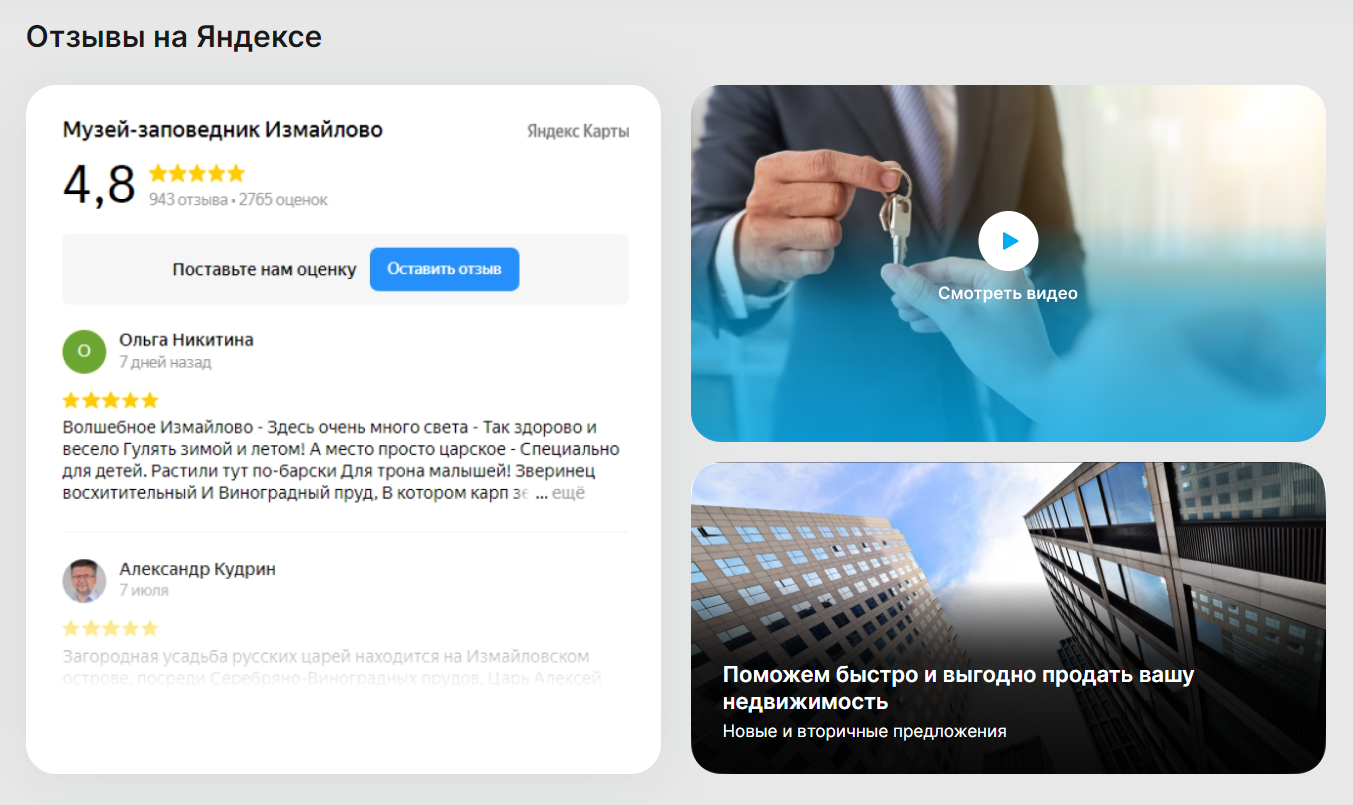 Отзывы на Яндексе
Музей-заповедник Измайлово
Яндекс Карты
4,8
943 отзыва • 2765 оценок
Поставьте нам оценку
Оставить отзыв
О
Ольга Никитина
7 дней назад
Волшебное Измайлово - Здесь очень много света - Так здорово и
весело Гулять зимой и летом! А место просто царское - Специально
для детей. Растили тут по-барски Для трона малышей! Зверинец
восхитительный И Виноградный пруд, В котором карп ... ещё
Александр Кудрин
7 июля
Загородная усадьба русских царей находится на Измайловском
острове, посреди Серебряно-Виноградных прудов. Царь Алексей
Смотреть видео
Поможем быстро и выгодно продать вашу
недвижимость
Новые и вторичные предложения